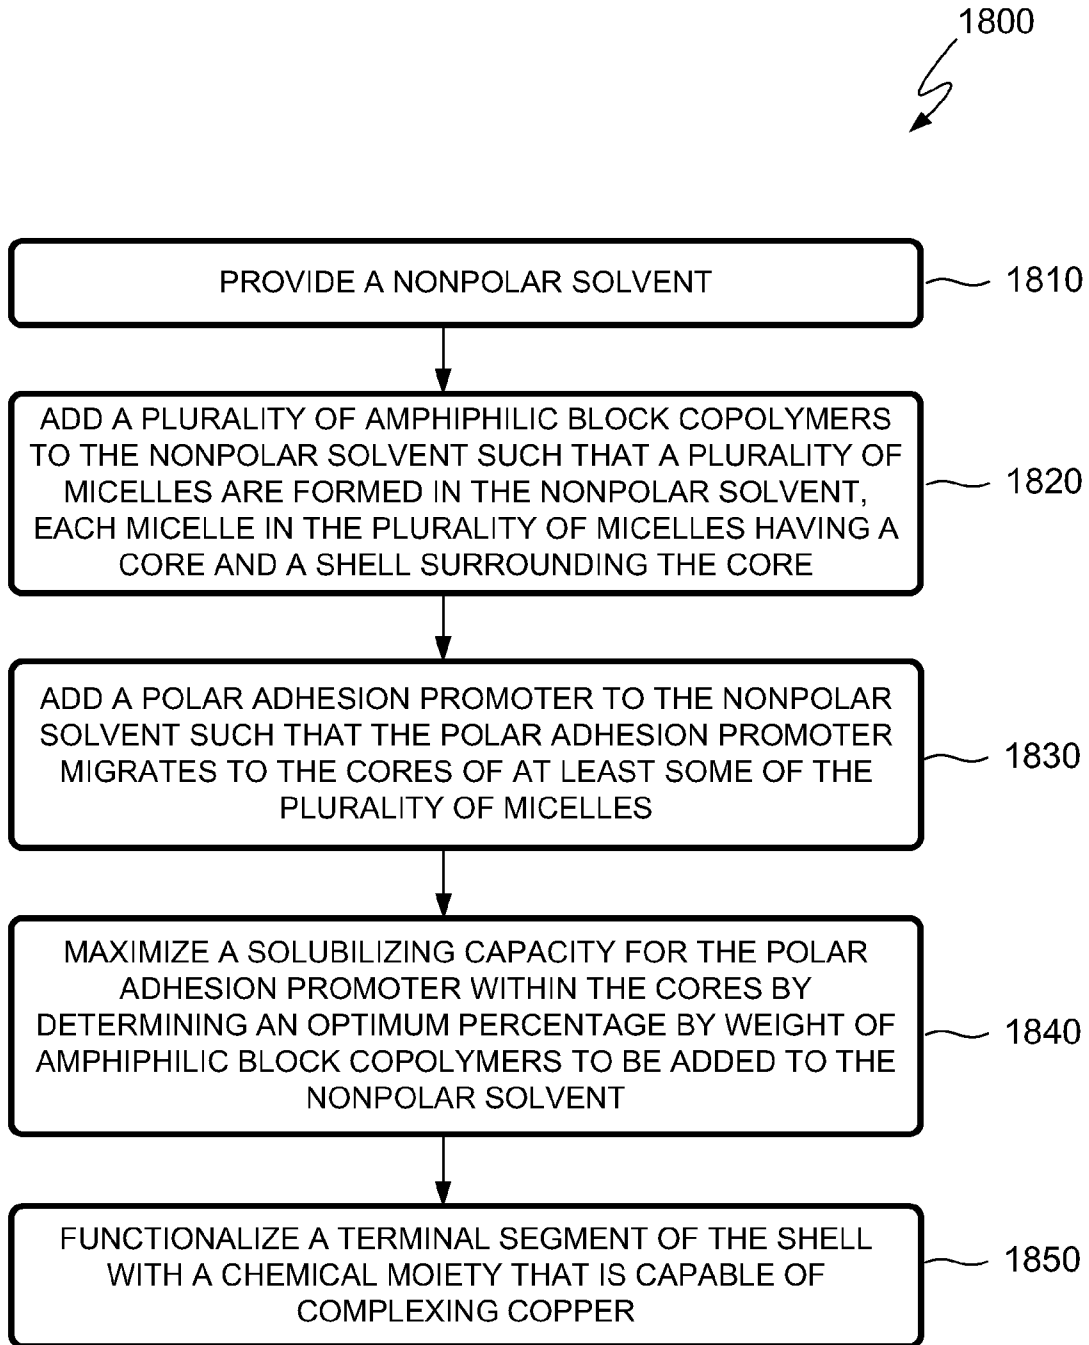 1800
PROVIDE A NONPOLAR SOLVENT
1810
ADD A PLURALITY OF AMPHIPHILIC BLOCK COPOLYMERS
TO THE NONPOLAR SOLVENT SUCH THAT A PLURALITY OF
MICELLES ARE FORMED IN THE NONPOLAR SOLVENT,
EACH MICELLE IN THE PLURALITY OF MICELLES HAVING A
CORE AND A SHELL SURROUNDING THE CORE
1820
ADD A POLAR ADHESION PROMOTER TO THE NONPOLAR
SOLVENT SUCH THAT THE POLAR ADHESION PROMOTER
MIGRATES TO THE CORES OF AT LEAST SOME OF THE
PLURALITY OF MICELLES
1830
MAXIMIZE A SOLUBILIZING CAPACITY FOR THE POLAR
ADHESION PROMOTER WITHIN THE CORES BY
DETERMINING AN OPTIMUM PERCENTAGE BY WEIGHT OF
AMPHIPHILIC BLOCK COPOLYMERS TO BE ADDED TO THE
NONPOLAR SOLVENT
1840
FUNCTIONALIZE A TERMINAL SEGMENT OF THE SHELL
WITH A CHEMICAL MOIETY THAT IS CAPABLE OF
COMPLEXING COPPER
1850